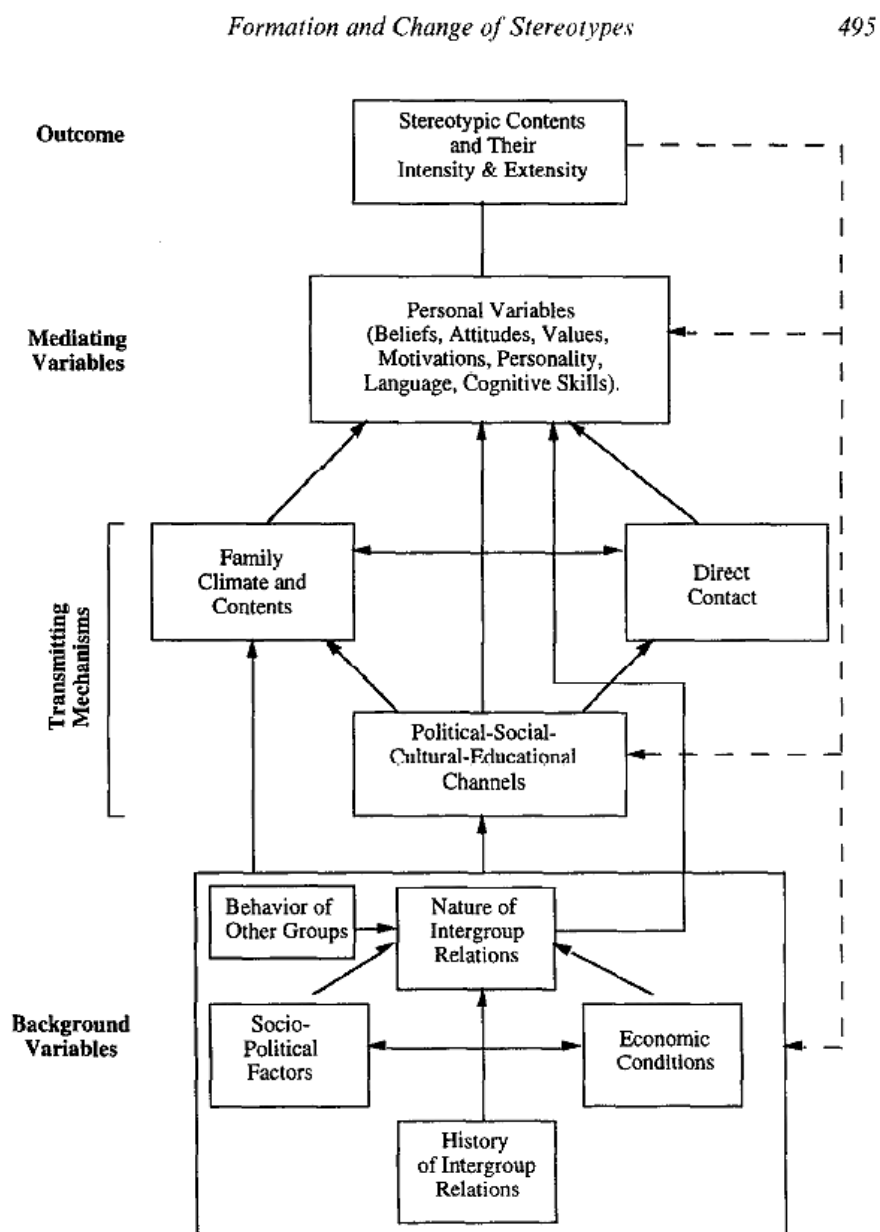 Formation and Change of Stereotypes 495
Outcome
Stereotypic Contents
and Their
Intensity & Extensity
Mediating
Variables
Personal Variables
(Beliefs, Attitudes, Values,
Motivations, Personality,
Language, Cognitive Skills).
Transmitting
Mechanisms
Family
Climate and
Contents
Direct
Contact
Political-Social-
Cultural-Educational
Channels
Background
Variables
Behavior of
Other Groups
Nature of
Intergroup
Relations
Socio-
Political
Factors
Economic
Conditions
History
of Intergroup
Relations